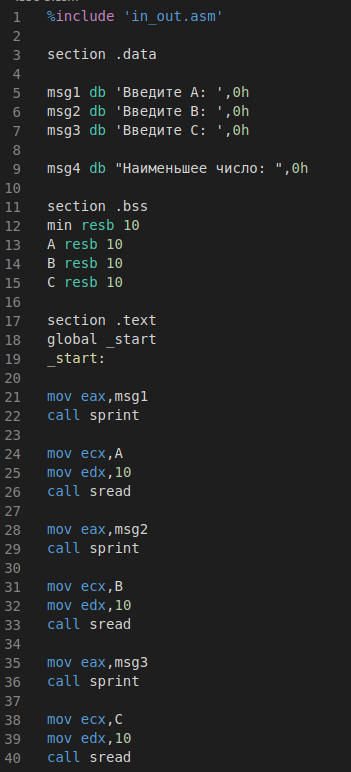 1 %include 'in_out.asm'
2
3 section .data
4
5 msg1 db 'Введите A: ',0h
6 msg2 db 'Введите B: ',0h
7 msg3 db 'Введите C: ',0h
8
9 msg4 db "Наименьшее число: ",0h
10
11 section .bss
12 min resb 10
13 A resb 10
14 B resb 10
15 C resb 10
16
17 section .text
18 global _start
19 _start:
20
21 mov eax,msg1
22 call sprint
23
24 mov ecx,A
25 mov edx,10
26 call sread
27
28 mov eax,msg2
29 call sprint
30
31 mov ecx,B
32 mov edx,10
33 call sread
34
35 mov eax,msg3
36 call sprint
37
38 mov ecx,C
39 mov edx,10
40 call sread